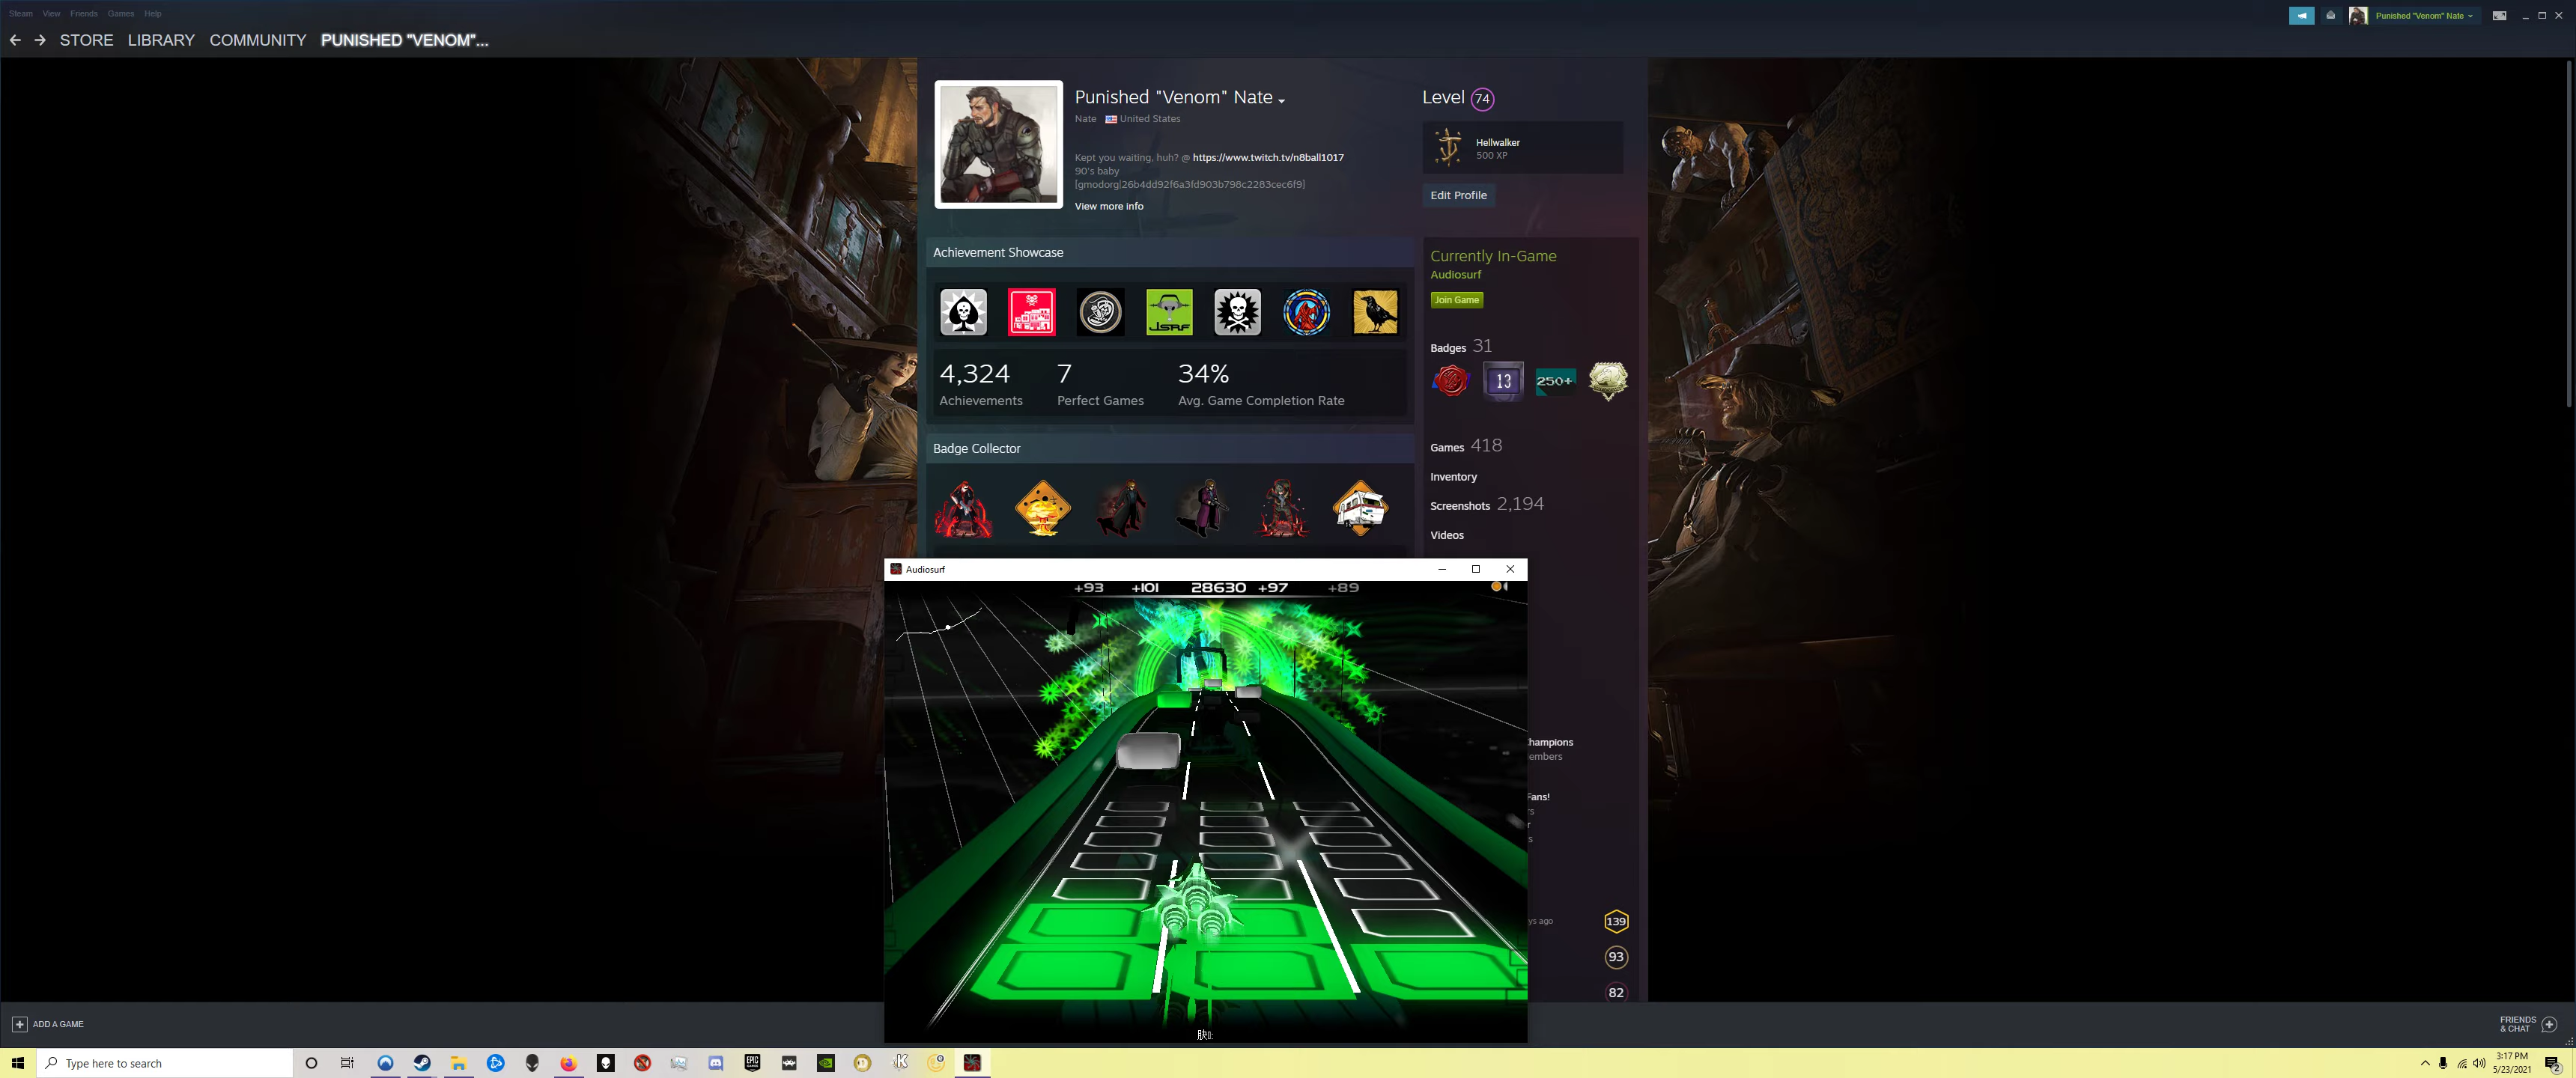 Steam View Friends Games Help
Punished "Venom" Nate
STORE LIBRARY COMMUNITY PUNISHED "VENOM"...
Punished "Venom" Nate
Level 74
Nate United States
Hellwalker
500 XP
Kept you waiting, huh? @ https://www.twitch.tv/n8ball1017
90's baby
[gmodorg|26b4dd92f6a3fd903b798c2283cec6f9]
Edit Profile
View more info
Achievement Showcase
Currently In-Game
Audiosurf
Join Game
JSRF
4,324 7 34%
Achievements Perfect Games Avg. Game Completion Rate
Badges 31
13 250+
Badge Collector
Games 418
Inventory
Screenshots 2,194
Videos
Audiosurf
+93 +101 28630 +97 +89
hampions
embers
Fans!
rs
r
s
ys ago
139
93
82
ADD A GAME
FRIENDS
& CHAT
Type here to search
EPIC
GAMES
K
3:17 PM
5/23/2021
2